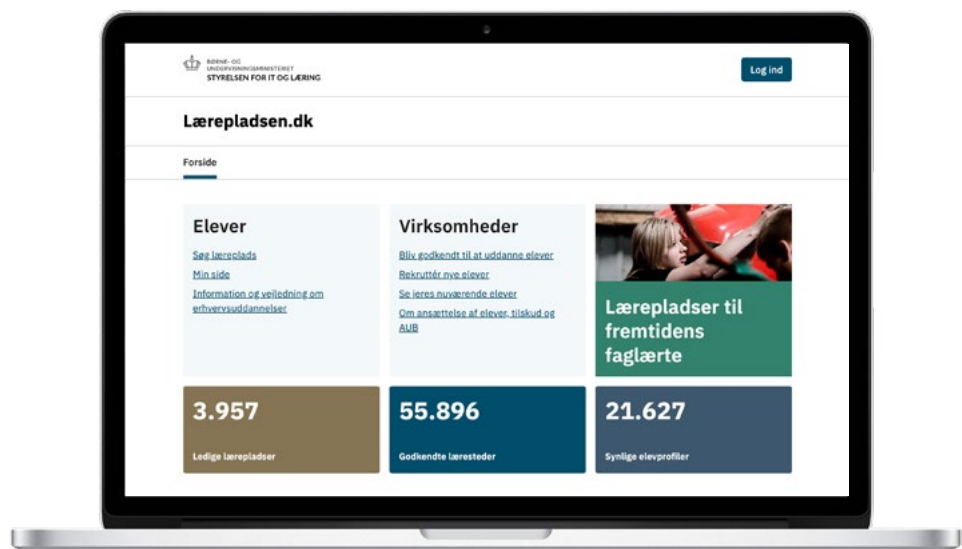 BØRNE- OG
UNDERVISNINGSMINISTERIET
STYRELSEN FOR IT OG LÆRING
Log ind
Lærepladsen.dk
Forside
Elever
Søg læreplads
Min side
Information og vejledning om
erhvervsuddannelser
Virksomheder
Bliv godkendt til at uddanne elever
Rekruttér nye elever
Se jeres nuværende elever
Om ansættelse af elever, tilskud og
AUB
Lærepladser til
fremtidens
faglærte
3.957
Ledige lærepladser
55.896
Godkendte læresteder
21.627
Synlige elevprofiler